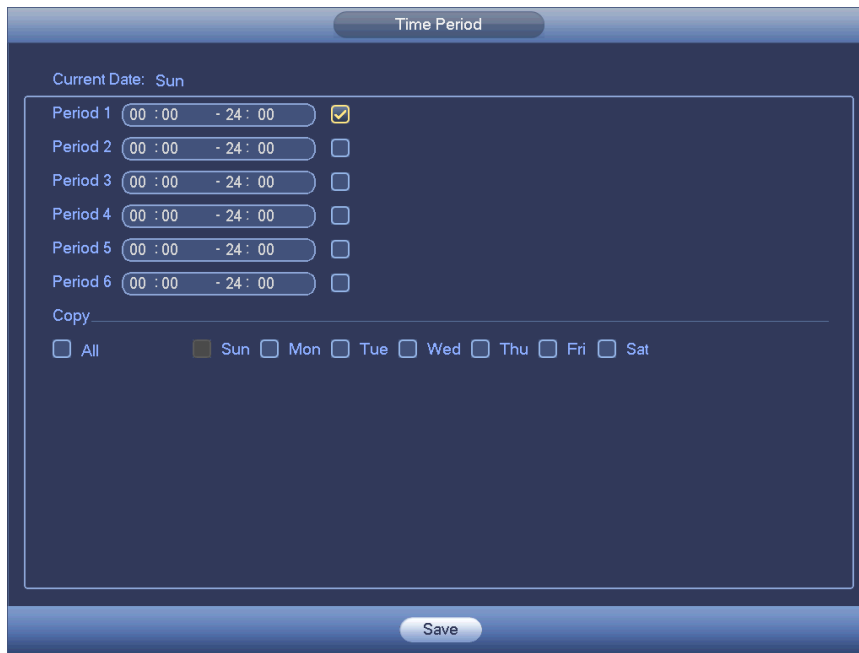 Time Period
Current Date: Sun
Period 1 00 :00 - 24 : 00
Period 2 00 :00 - 24 : 00
Period 3 00 :00 - 24 : 00
Period 4 00 :00 - 24 : 00
Period 5 00 :00 - 24 : 00
Period 6 00 :00 - 24 : 00
Copy
All Sun Mon Tue Wed Thu Fri Sat
Save